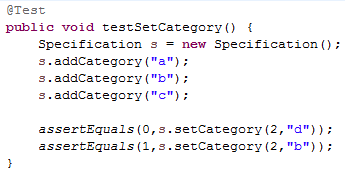 @Test
public void testSetCategory() {
    Specification s = new Specification();
    s.addCategory("a");
    s.addCategory("b");
    s.addCategory("c");

    assertEquals(0,s.setCategory(2,"d"));
    assertEquals(1,s.setCategory(2,"b"));
}